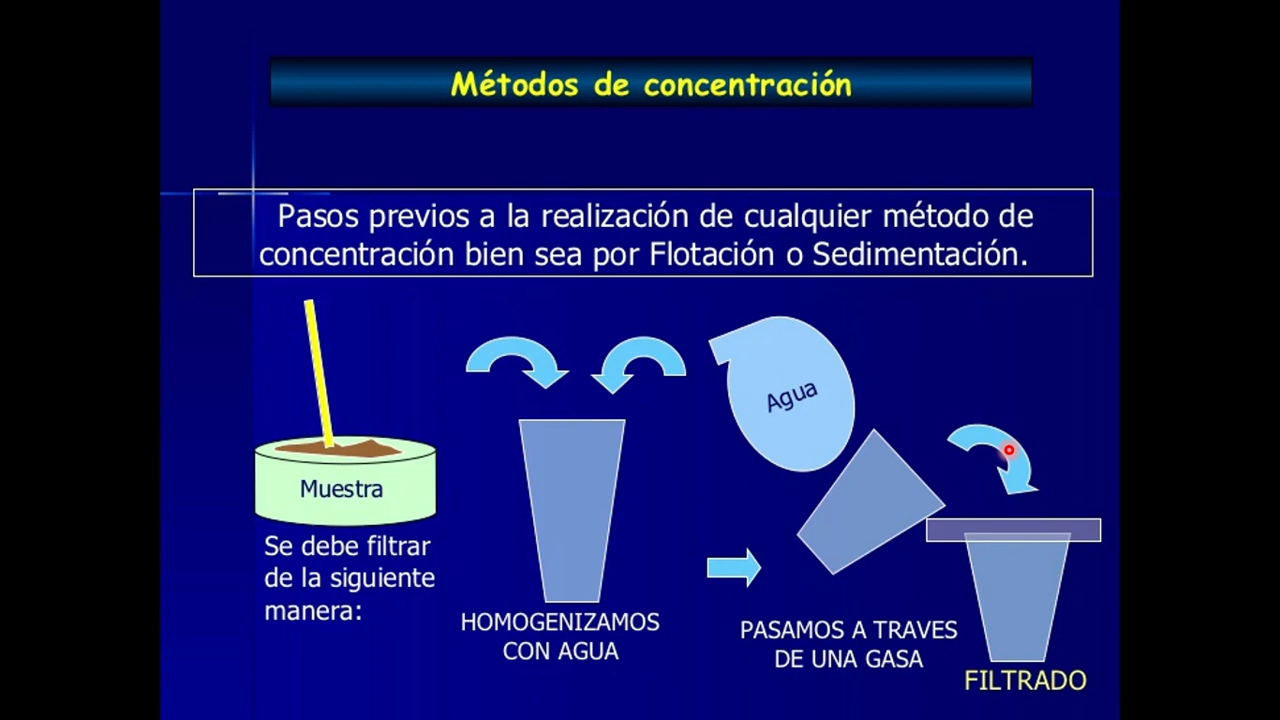 Métodos de concentración
Pasos previos a la realización de cualquier método de
concentración bien sea por Flotación o Sedimentación.
Agua
Muestra
Se debe filtrar
de la siguiente
manera:
HOMOGENIZAMOS
CON AGUA
PASAMOS A TRAVES
DE UNA GASA
FILTRADO